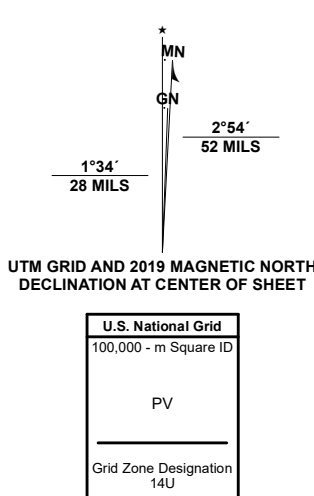 ★
MN
GN
2°54´
52 MILS
1°34´
28 MILS
UTM GRID AND 2019 MAGNETIC NORTH
DECLINATION AT CENTER OF SHEET
U.S. National Grid
100,000 - m Square ID
PV
Grid Zone Designation
14U